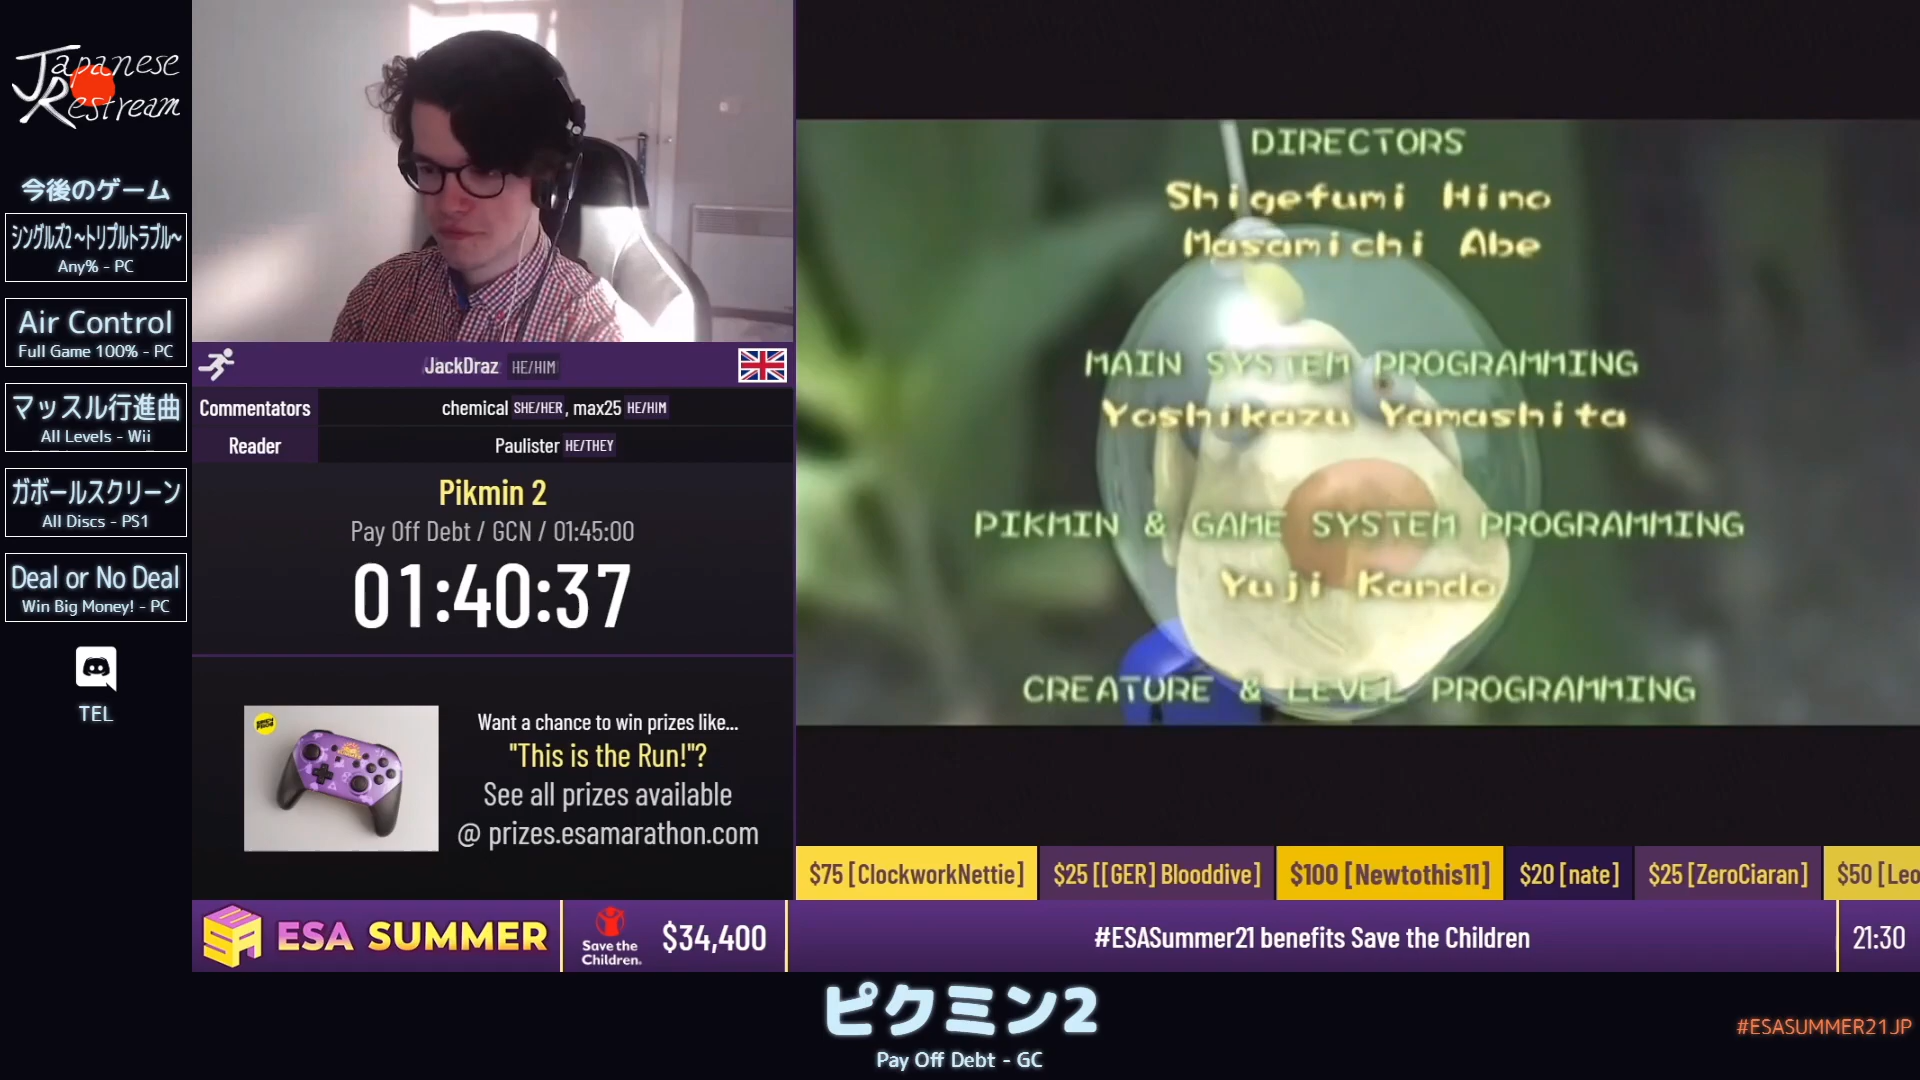 Japanese
Restream
今後のゲーム
シングルズ2 ~トリプルトラブル~
Any% - PC
Air Control
Full Game 100% - PC
マッスル行進曲
All Levels - Wii
ガボールスクリーン
All Discs - PS1
Deal or No Deal
Win Big Money! - PC
TEL
JackDraz HE/HIM
Commentators chemical SHE/HER, max25 HE/HIM
Reader Paulister HE/THEY
Pikmin 2
Pay Off Debt / GCN / 01:45:00
01:40:37
Want a chance to win prizes like...
"This is the Run!"?
See all prizes available
@ prizes.esamarathon.com
DIRECTORS
Shigefumi Hino
Masamichi Abe
MAIN SYSTEM PROGRAMMING
Yoshikazu Yamashita
PIKMIN & GAME SYSTEM PROGRAMMING
Yuji Kando
CREATURE & LEVEL PROGRAMMING
$75 [ClockworkNettie] $25 [[GER] Blooddive] $100 [Newtothis11] $20 [nate] $25 [ZeroCiaran] $50 [Leo
ESA SUMMER
Save the
Children.
$34,400
#ESASummer21 benefits Save the Children
21:30
ピクミン2
Pay Off Debt - GC
#ESASUMMER21JP